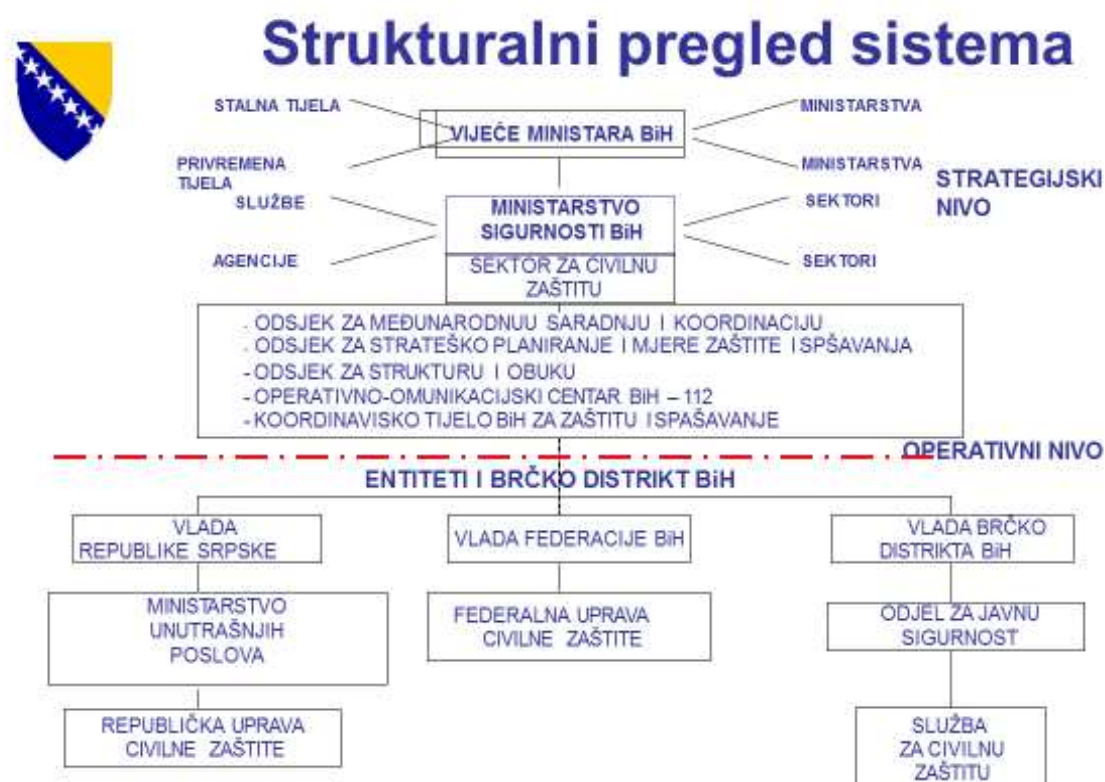 Strukturalni pregled sistema
STALNA TIJELA
MINISTARSTVA
VIJEĆE MINISTARA BiH
PRIVREMENA
TIJELA
MINISTARSTVA
STRATEGIJSKI
NIVO
SLUŽBE
MINISTARSTVO
SIGURNOSTI BiH
SEKTORI
AGENCIJE
SEKTORI
SEKTOR ZA CIVILNU
ZAŠTITU
- ODSJEK ZA MEĐUNARODNUU SARADNJU I KOORDINACIJU
- ODSJEK ZA STRATEŠKO PLANIRANJE I MJERE ZAŠTITE I SPŠAVANJA
- ODSJEK ZA STRUKTURU I OBUKU
- OPERATIVNO-OMUNIKACIJSKI CENTAR BiH – 112
- KOORDINAVISKO TIJELO BiH ZA ZAŠTITU I SPAŠAVANJE
OPERATIVNI NIVO
ENTITETI I BRČKO DISTRIKT BiH
VLADA
REPUBLIKE SRPSKE
VLADA FEDERACIJE BiH
VLADA BRČKO
DISTRIKTA BiH
MINISTARSTVO
UNUTRAŠNJIH
POSLOVA
FEDERALNA UPRAVA
CIVILNE ZAŠTITE
ODJEL ZA JAVNU
SIGURNOST
REPUBLIČKA UPRAVA
CIVILNE ZAŠTITE
SLUŽBA
ZA CIVILNU
ZAŠTITU